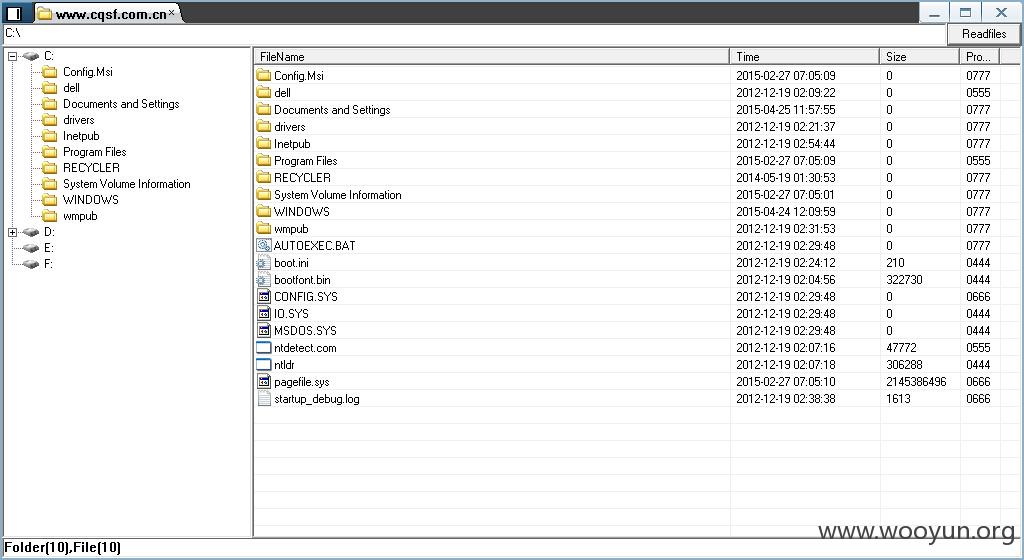 www.cqsf.com.cn
C:\ Readfiles
C:
Config.Msi
dell
Documents and Settings
drivers
Inetpub
Program Files
RECYCLER
System Volume Information
WINDOWS
wmpub
D:
E:
F:
FileName Time Size Pro...
Config.Msi 2015-02-27 07:05:09 0 0777
dell 2012-12-19 02:09:22 0 0555
Documents and Settings 2015-04-25 11:57:55 0 0777
drivers 2012-12-19 02:21:37 0 0777
Inetpub 2012-12-19 02:54:44 0 0777
Program Files 2015-02-27 07:05:09 0 0555
RECYCLER 2014-05-19 01:30:53 0 0777
System Volume Information 2015-02-27 07:05:01 0 0777
WINDOWS 2015-04-24 12:09:59 0 0777
wmpub 2012-12-19 02:31:53 0 0777
AUTOEXEC.BAT 2012-12-19 02:29:48 0 0777
boot.ini 2012-12-19 02:24:12 210 0444
bootfont.bin 2012-12-19 02:04:56 322730 0444
CONFIG.SYS 2012-12-19 02:29:48 0 0666
IO.SYS 2012-12-19 02:29:48 0 0444
MSDOS.SYS 2012-12-19 02:29:48 0 0444
ntdetect.com 2012-12-19 02:07:16 47772 0555
ntldr 2012-12-19 02:07:18 306288 0444
pagefile.sys 2015-02-27 07:05:10 2145386496 0666
startup_debug.log 2012-12-19 02:38:38 1613 0666
www.wooyun.org
Folder(10),File(10)